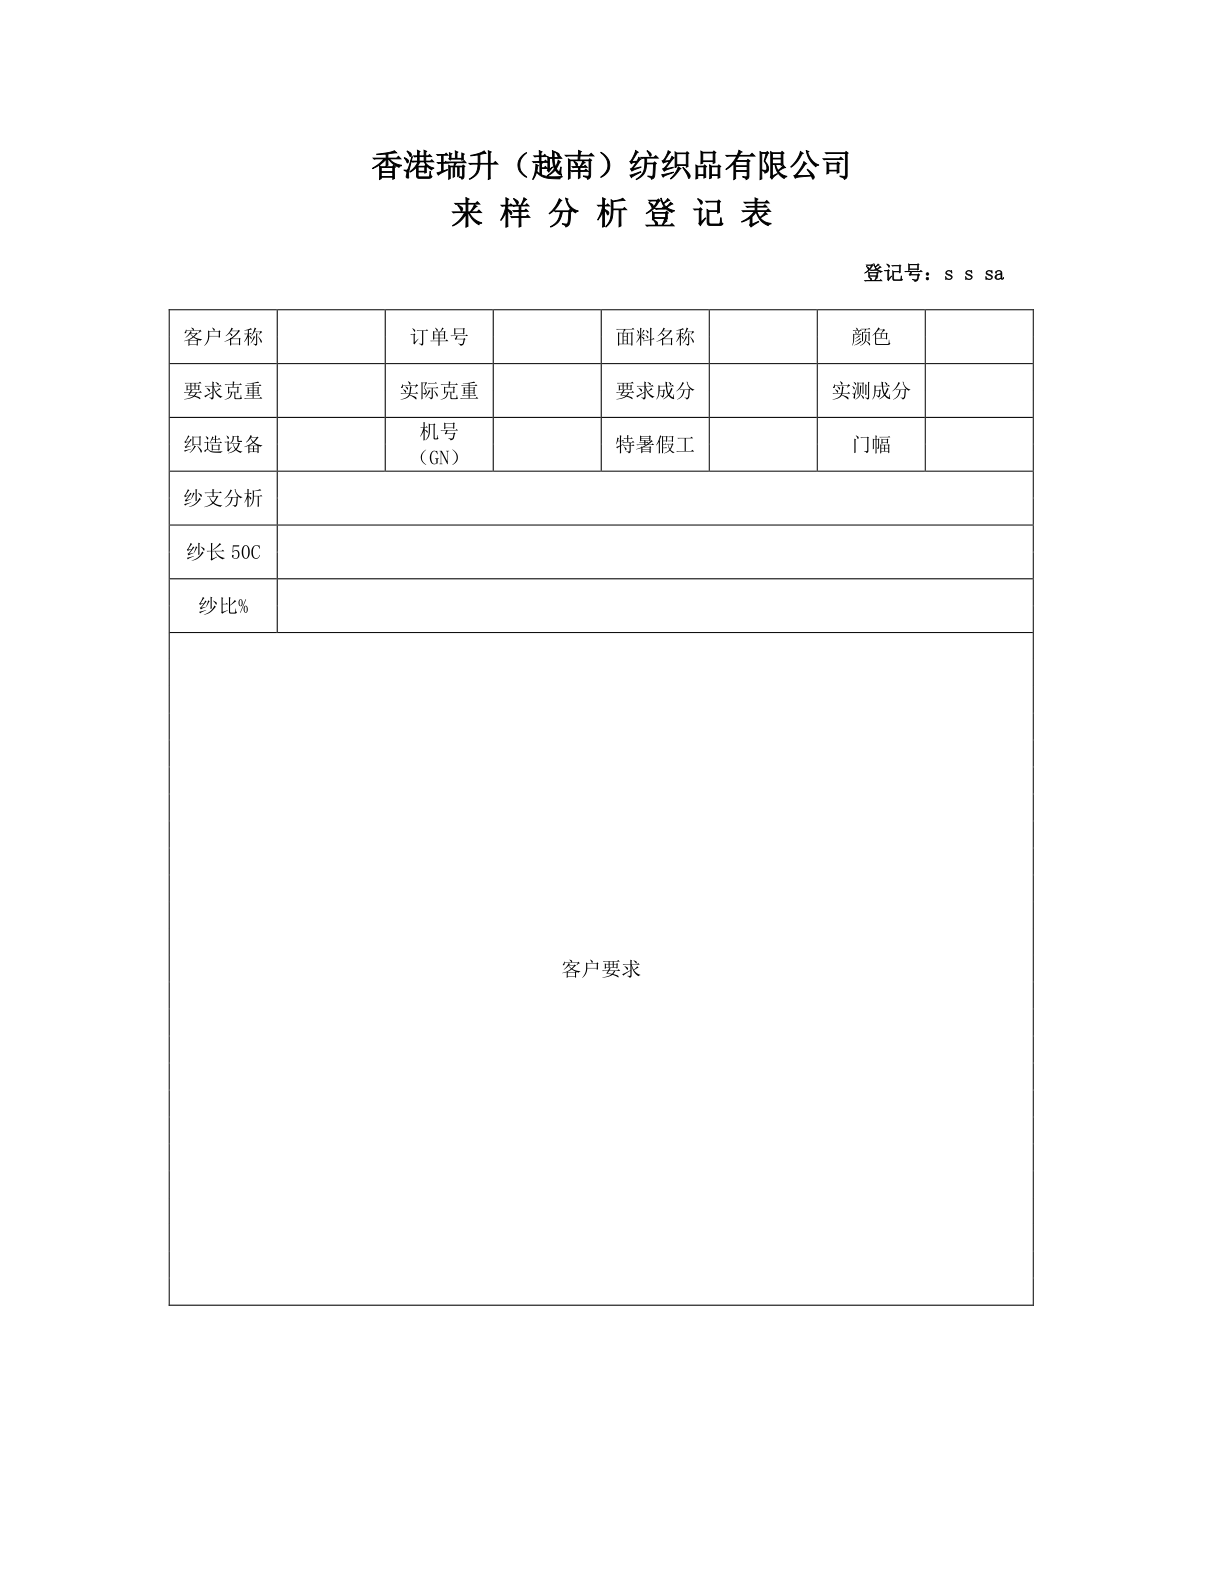 香港瑞升（越南）纺织品有限公司
来 样 分 析 登 记 表
登记号：s s sa
客户名称 订单号 面料名称 颜色
要求克重 实际克重 要求成分 实测成分
织造设备 机号（GN） 特暑假工 门幅
纱支分析
纱长 50C
纱比%
客户要求